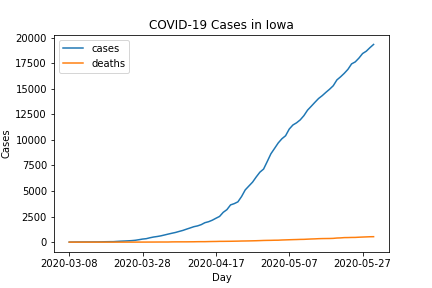 COVID-19 Cases in Iowa
20000
17500
15000
12500
10000
7500
5000
2500
0
Cases
cases
deaths
2020-03-08 2020-03-28 2020-04-17 2020-05-07 2020-05-27
Day